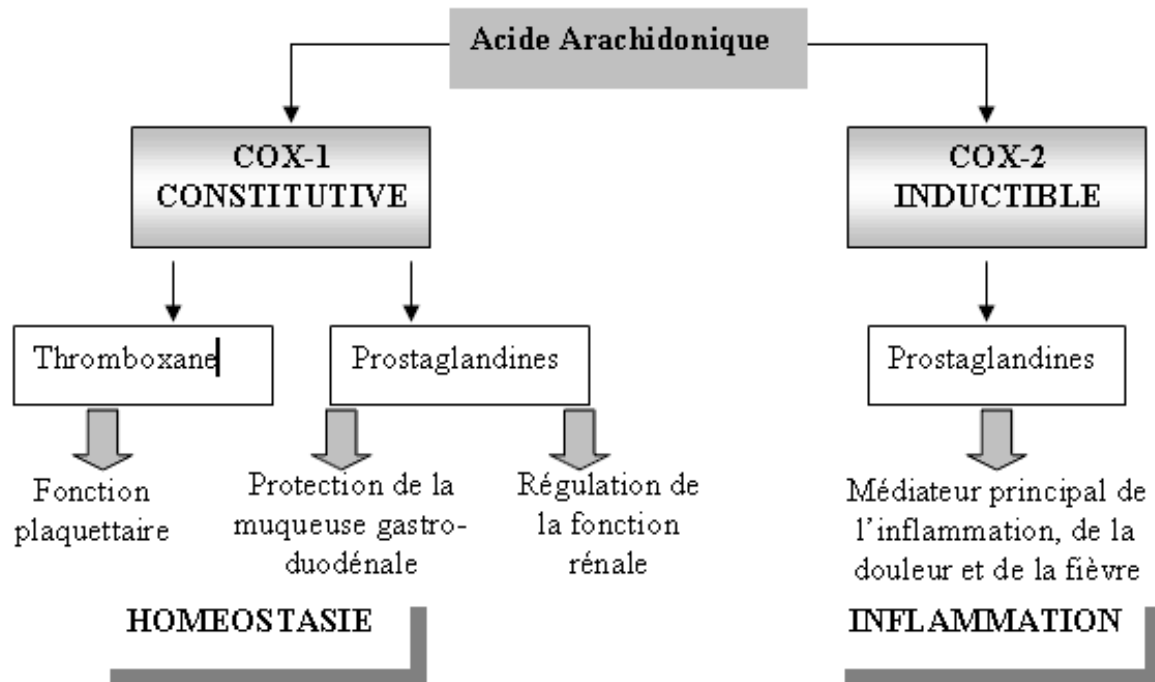 Acide Arachidonique
COX-1
CONSTITUTIVE
COX-2
INDUCTIBLE
Thromboxane
Prostaglandines
Prostaglandines
Fonction
plaquettaire
Protection de la
muqueuse gastro-
duodénale
Régulation de
la fonction
rénale
Médiateur principal de
l'inflammation, de la
douleur et de la fièvre
HOMEOSTASIE
INFLAMMATION